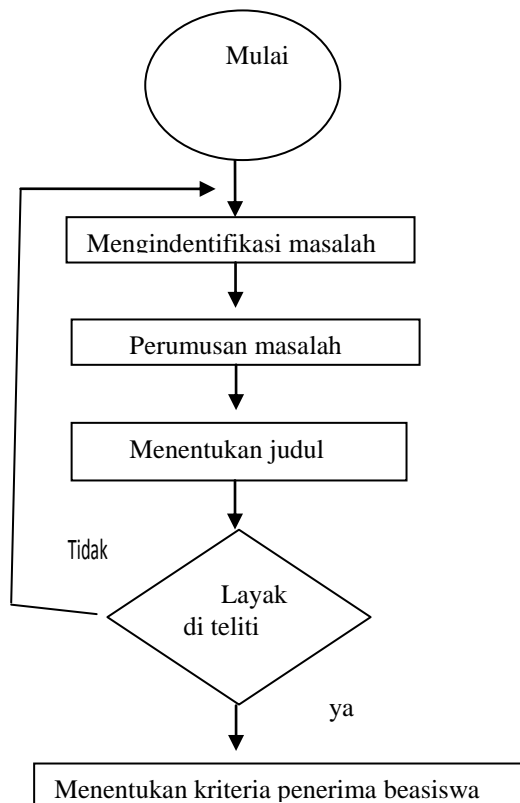 Mulai
Mengindentifikasi masalah
Perumusan masalah
Menentukan judul
Tidak
Layak
di teliti
ya
Menentukan kriteria penerima beasiswa